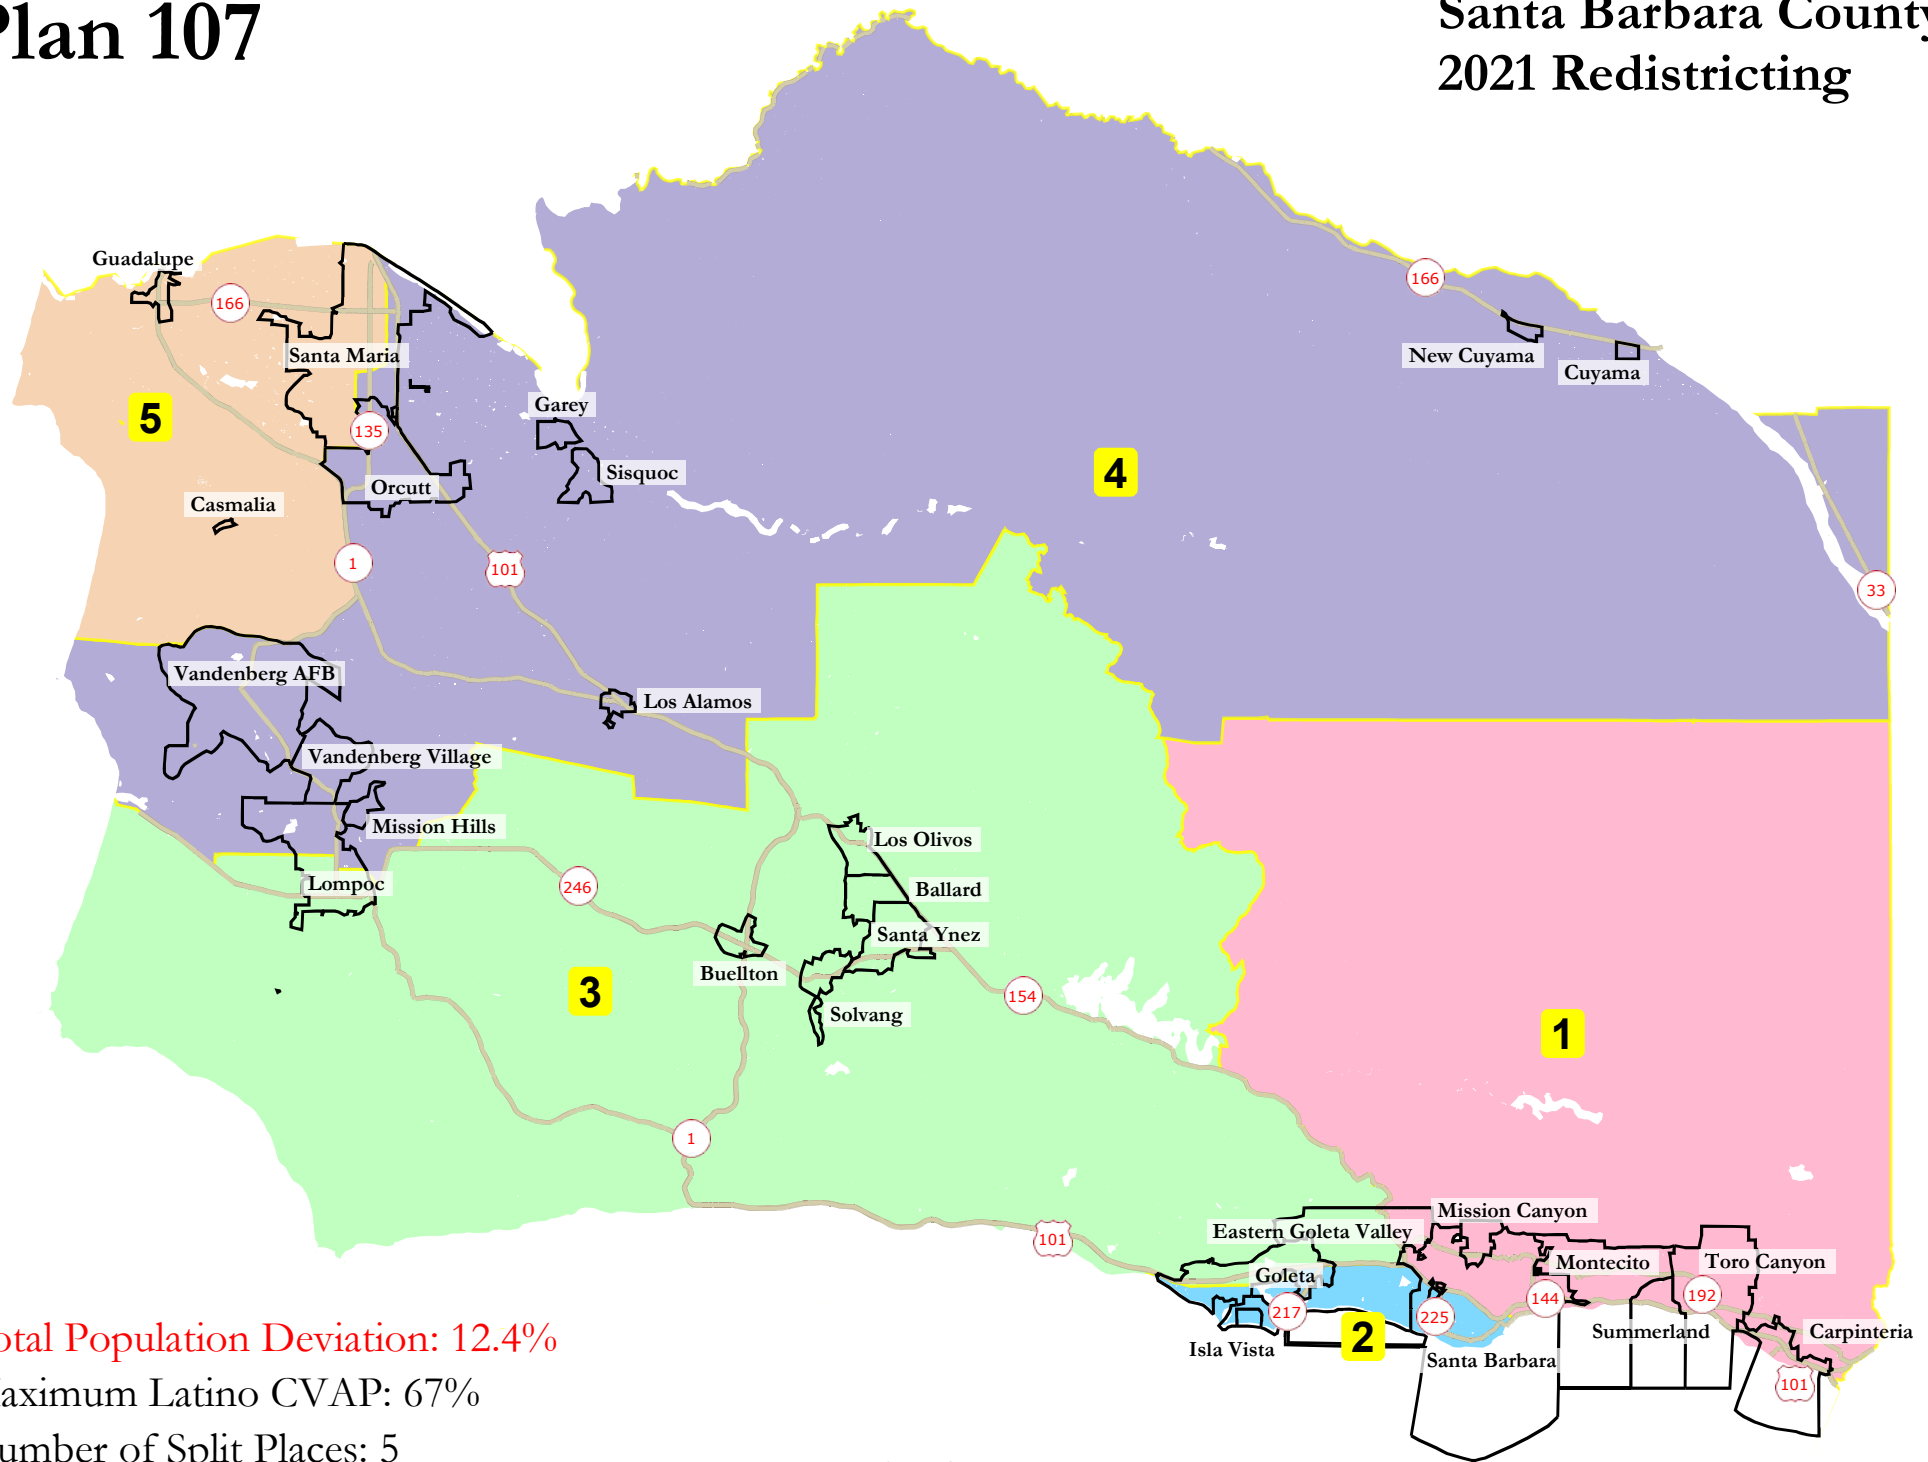 Plan 107
Santa Barbara County
2021 Redistricting
Guadalupe
166
Santa Maria
5
135
Orcutt
Casmalia
1
101
Garey
Sisquoc
4
166
New Cuyama
Cuyama
33
Vandenberg AFB
Los Alamos
Vandenberg Village
Mission Hills
Lompoc
246
Los Olivos
Ballard
Santa Ynez
Buellton
Solvang
3
154
1
1
101
Mission Canyon
Eastern Goleta Valley
Goleta
Montecito
Toro Canyon
217
225
144
192
2
Isla Vista
Santa Barbara
Summerland
Carpinteria
101
otal Population Deviation: 12.4%
aximum Latino CVAP: 67%
umber of Split Places: 5